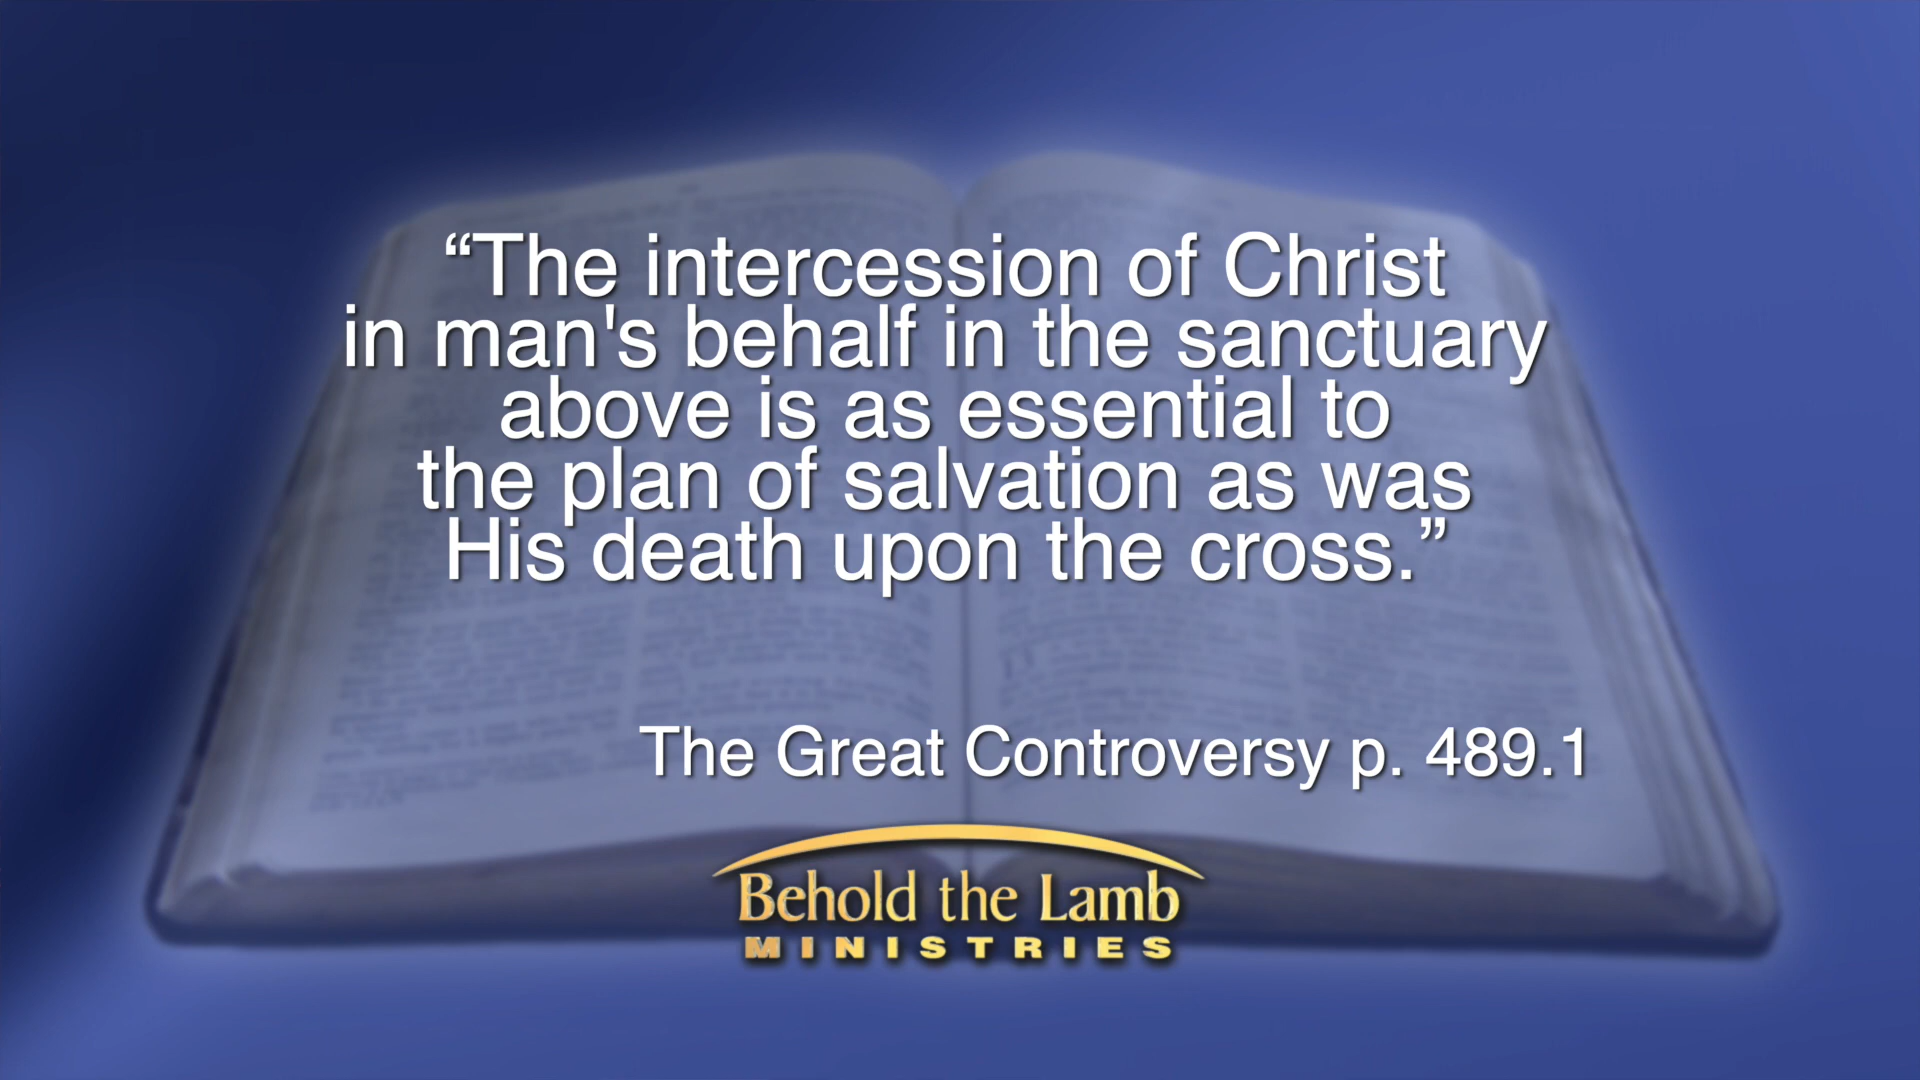 “The intercession of Christ
in man's behalf in the sanctuary
above is as essential to
the plan of salvation as was
His death upon the cross.”
The Great Controversy p. 489.1
Behold the Lamb
MINISTRIES